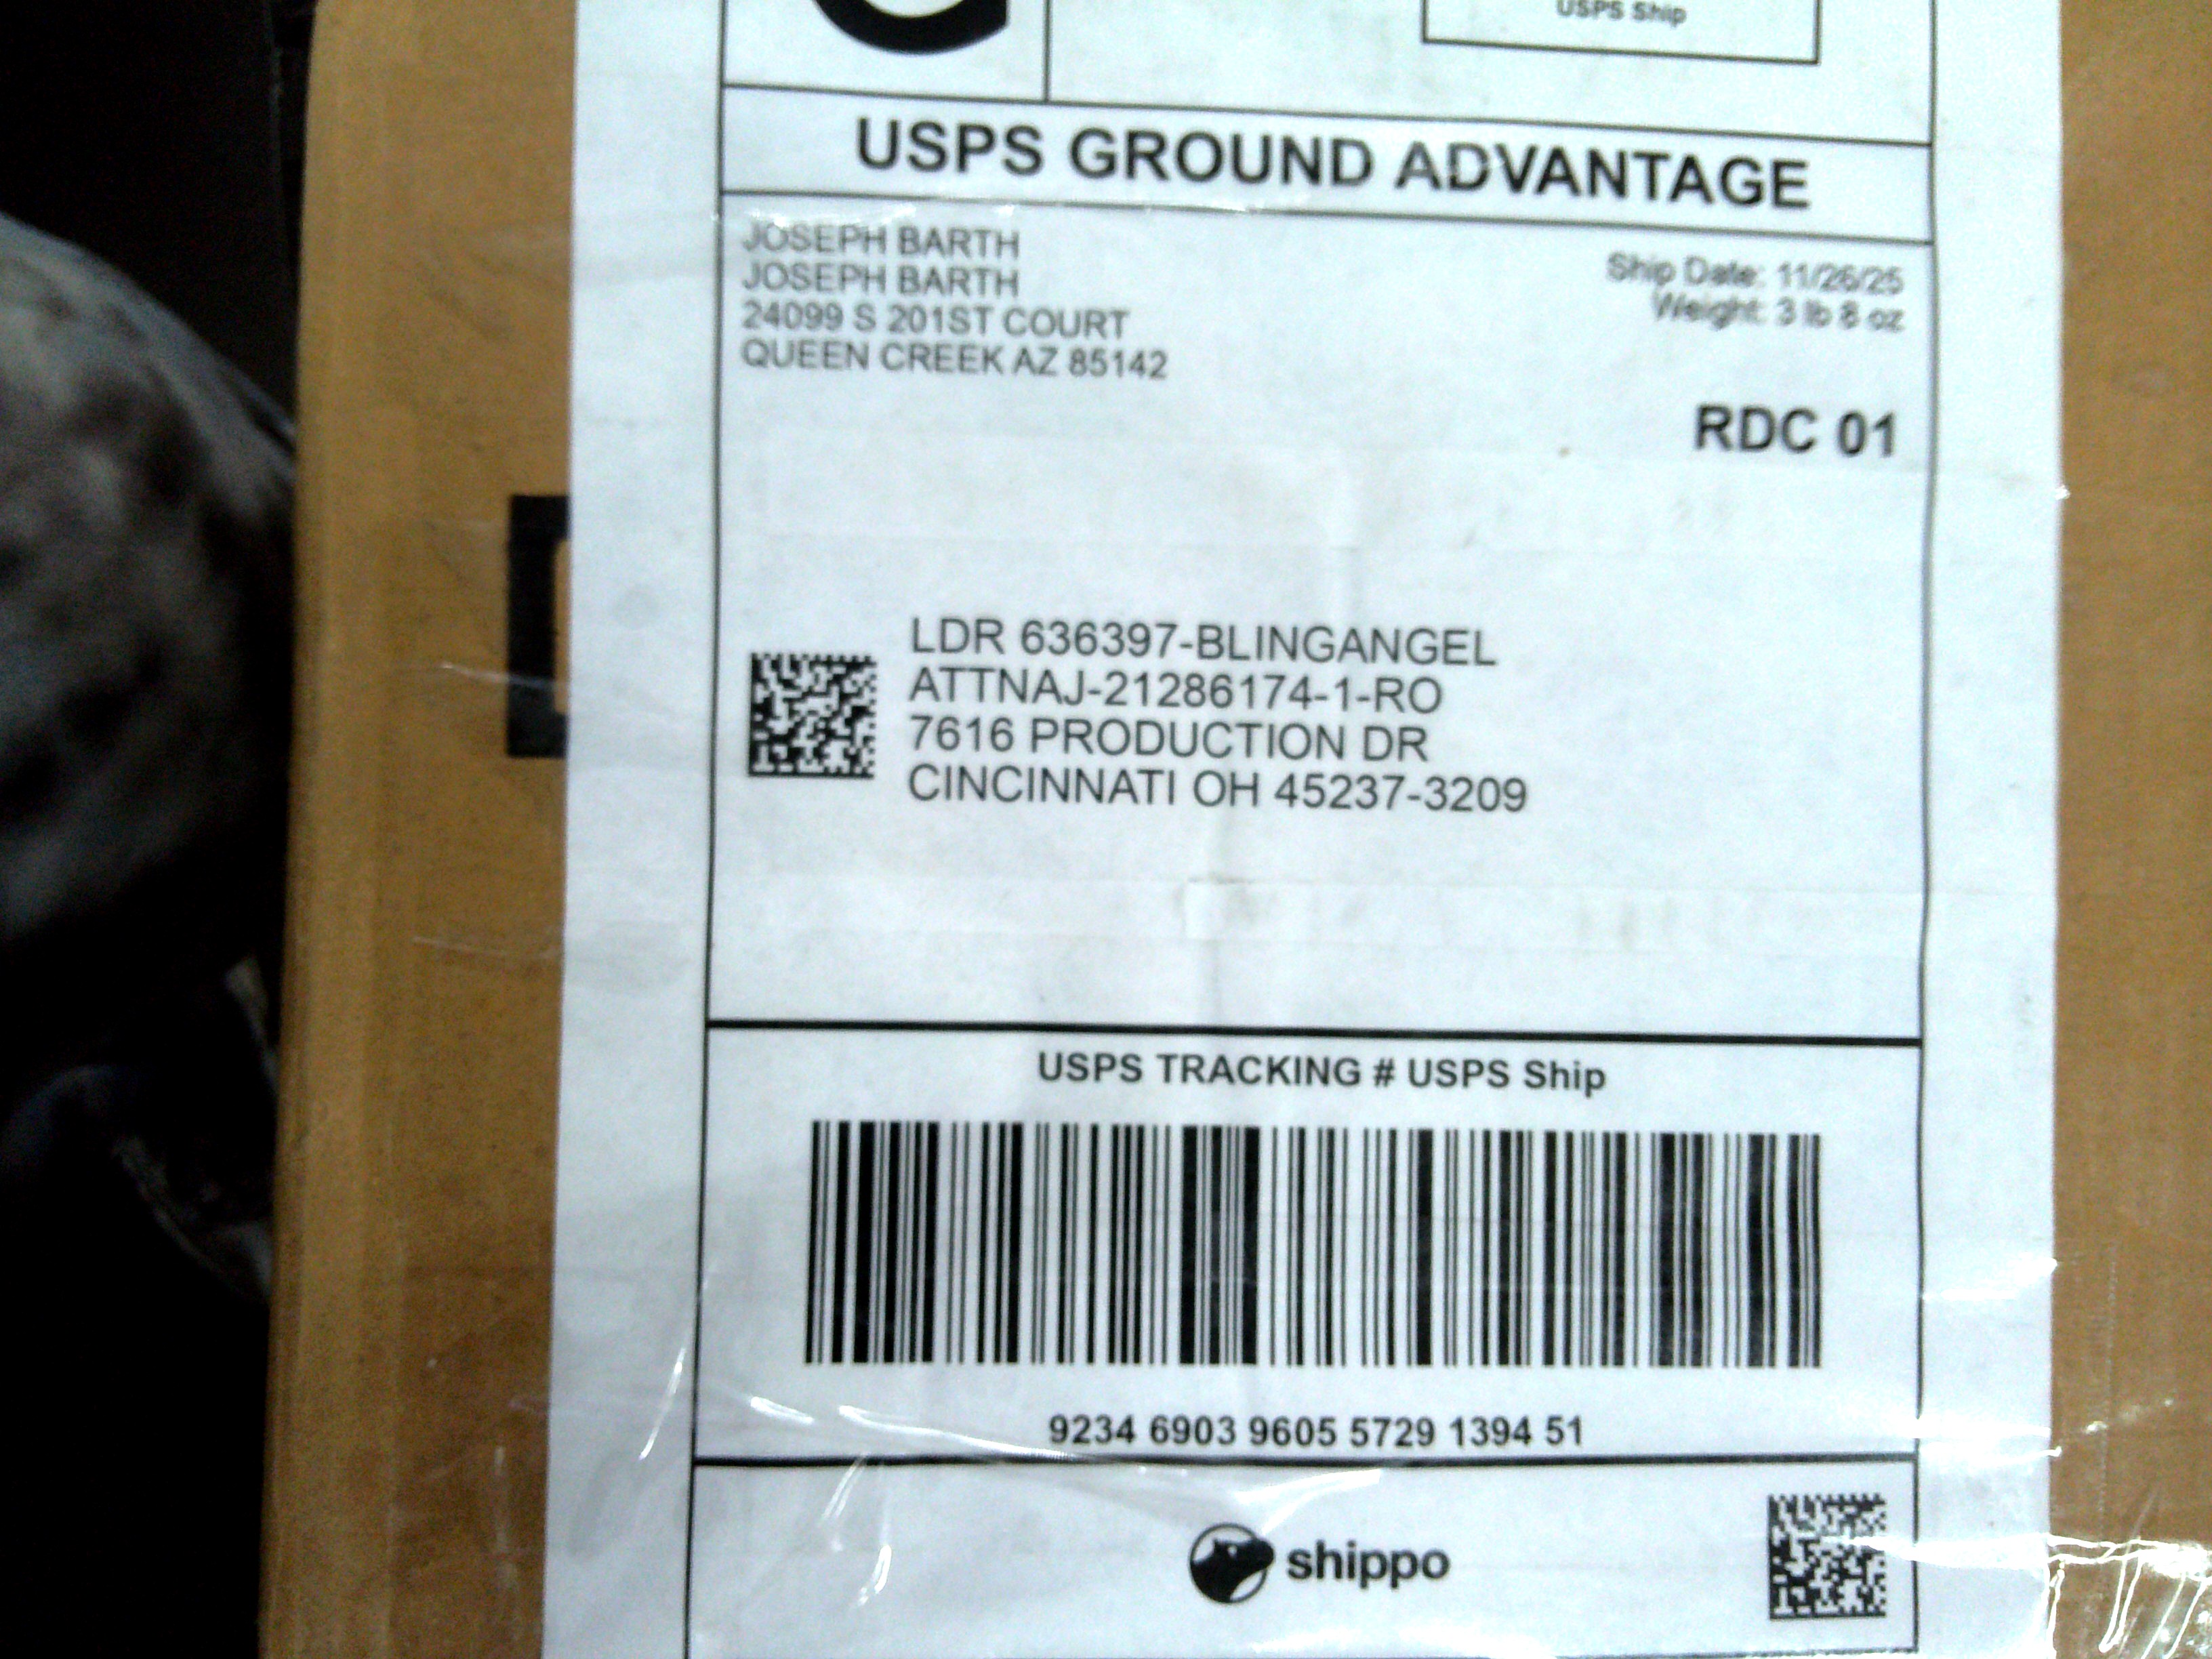 USPS Ship
USPS GROUND ADVANTAGE
JOSEPH BARTH
JOSEPH BARTH
24099 S 201ST COURT
QUEEN CREEK AZ 85142
Ship Date: 11/26/25
Weight: 3 lb 8 oz
RDC 01
LDR 636397-BLINGANGEL
ATTNAJ-21286174-1-RO
7616 PRODUCTION DR
CINCINNATI OH 45237-3209
USPS TRACKING # USPS Ship
9234 6903 9605 5729 1394 51
shippo